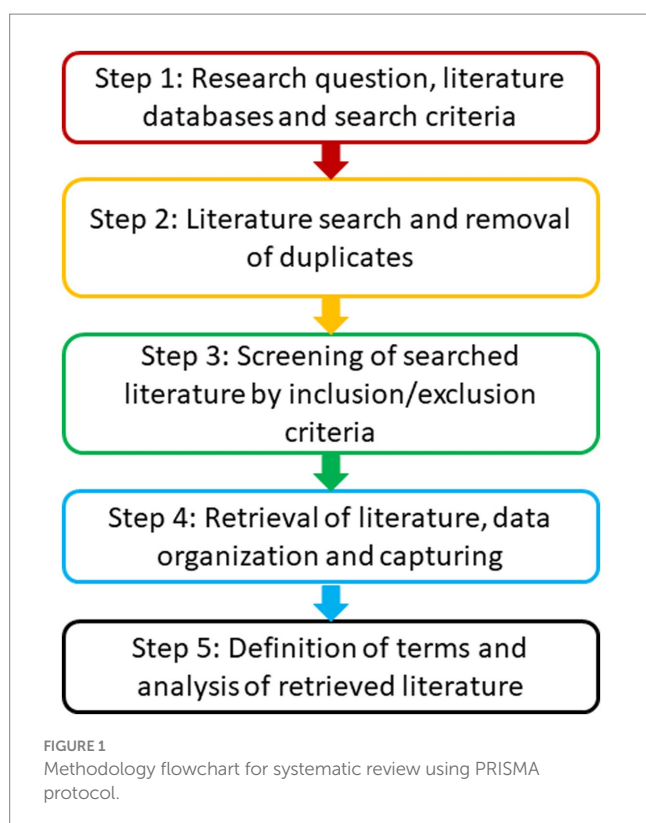 Step 1: Research question, literature
databases and search criteria
Step 2: Literature search and removal
of duplicates
Step 3: Screening of searched
literature by inclusion/exclusion
criteria
Step 4: Retrieval of literature, data
organization and capturing
Step 5: Definition of terms and
analysis of retrieved literature
FIGURE 1
Methodology flowchart for systematic review using PRISMA
protocol.